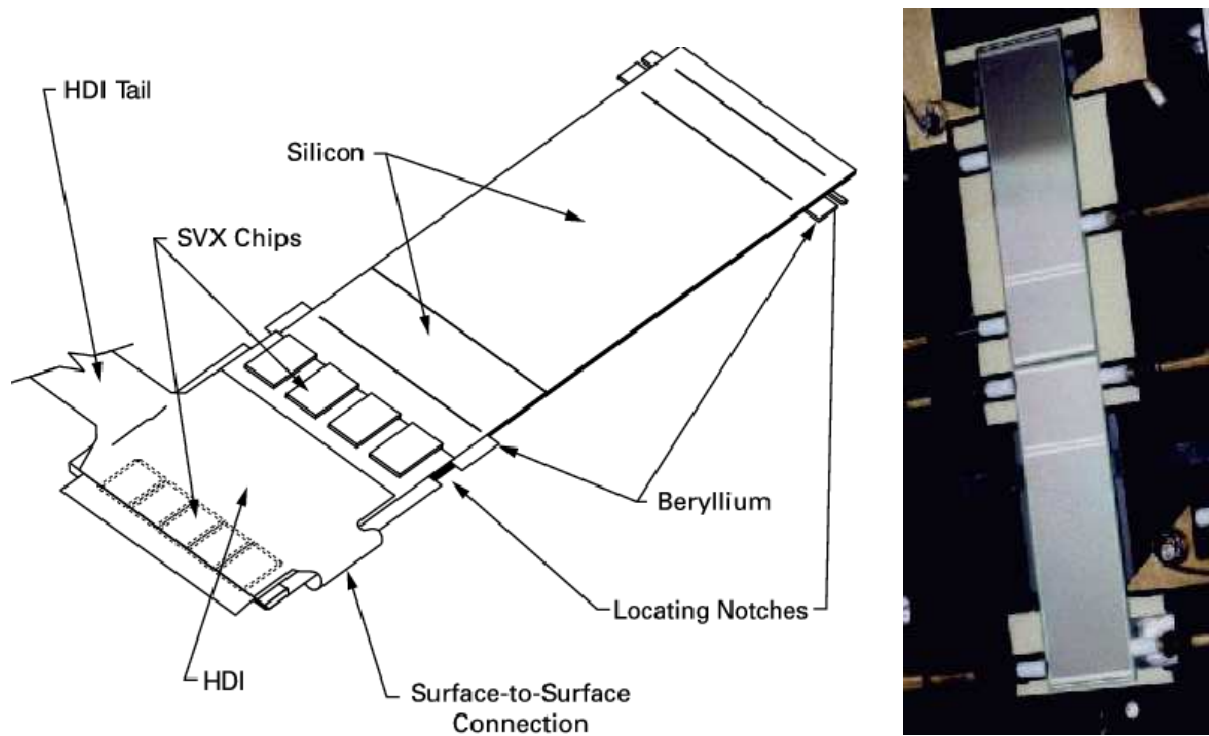 HDI Tail
Silicon
SVX Chips
Beryllium
Locating Notches
HDI
Surface-to-Surface
Connection